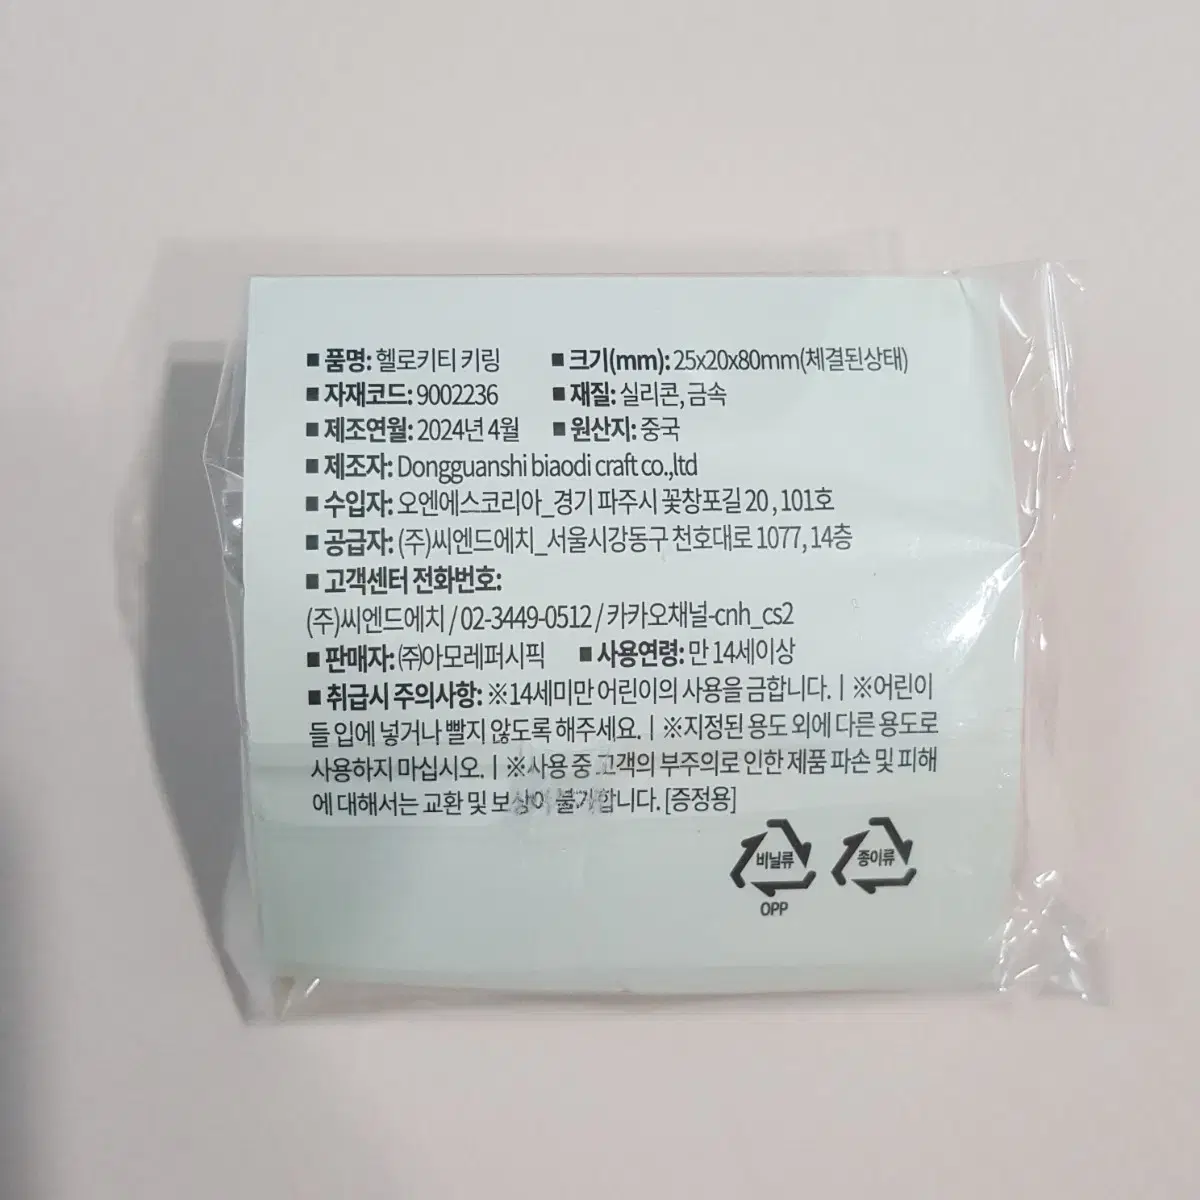 ■ 품명: 헬로키티 키링 ■ 크기(mm): 25x20x80mm(체결된상태)
■ 자재코드: 9002236 ■ 재질: 실리콘, 금속
■ 제조연월: 2024년 4월 ■ 원산지: 중국
■ 제조자: Dongguanshi biaodi craft co.,ltd
■ 수입자: 오엔에스코리아_경기 파주시 꽃창포길 20 , 101호
■ 공급자: (주)씨엔드에치_서울시강동구 천호대로 1077, 14층
■ 고객센터 전화번호:
(주)씨엔드에치 / 02-3449-0512 / 카카오채널-cnh_cs2
■ 판매자: ㈜아모레퍼시픽 ■ 사용연령: 만 14세이상
■ 취급시 주의사항: ※14세미만 어린이의 사용을 금합니다. | ※어린이
들 입에 넣거나 빨지 않도록 해주세요. | ※지정된 용도 외에 다른 용도로
사용하지 마십시오. | ※사용 중 고객의 부주의로 인한 제품 파손 및 피해
에 대해서는 교환 및 보상이 불가합니다. [증정용]
비닐류 종이류
OPP